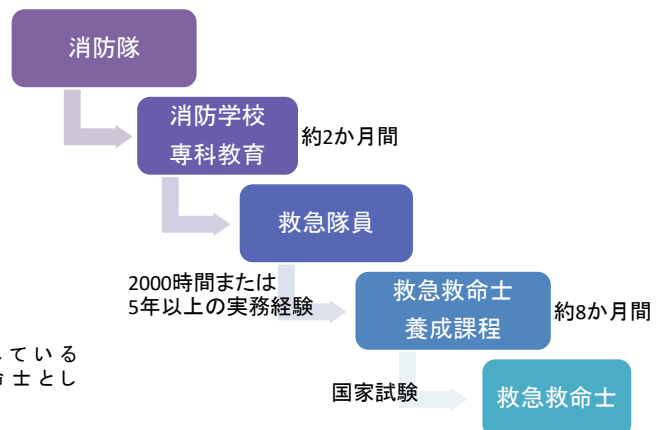 消防隊
消防学校
専科教育
約2か月間
救急隊員
2000時間または
5年以上の実務経験
救急救命士
養成課程
約8か月間
している
命士とし
国家試験
救急救命士